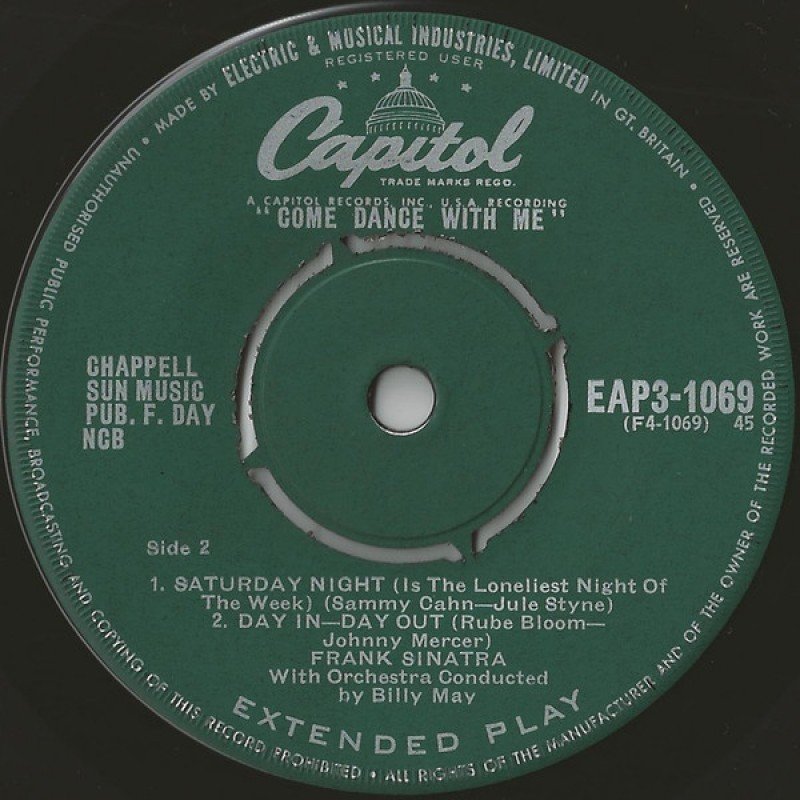 MADE BY ELECTRIC & MUSICAL INDUSTRIES, LIMITED IN GT. BRITAIN • ALL RIGHTS OF THE MANUFACTURER AND OF THE OWNER OF THE RECORDED WORK ARE RESERVED • UNAUTHORISED PUBLIC PERFORMANCE, BROADCASTING AND COPYING OF THIS RECORD PROHIBITED •
REGISTERED USER
Capitol
TRADE MARKS REGD.
A CAPITOL RECORDS, INC., U.S.A. RECORDING
"COME DANCE WITH ME"
CHAPPELL
SUN MUSIC
PUB. F. DAY
NCB
EAP3-1069
(F4-1069) 45
Side 2
1. SATURDAY NIGHT (Is The Loneliest Night Of
The Week) (Sammy Cahn—Jule Styne)
2. DAY IN—DAY OUT (Rube Bloom—
Johnny Mercer)
FRANK SINATRA
With Orchestra Conducted
by Billy May
EXTENDED PLAY